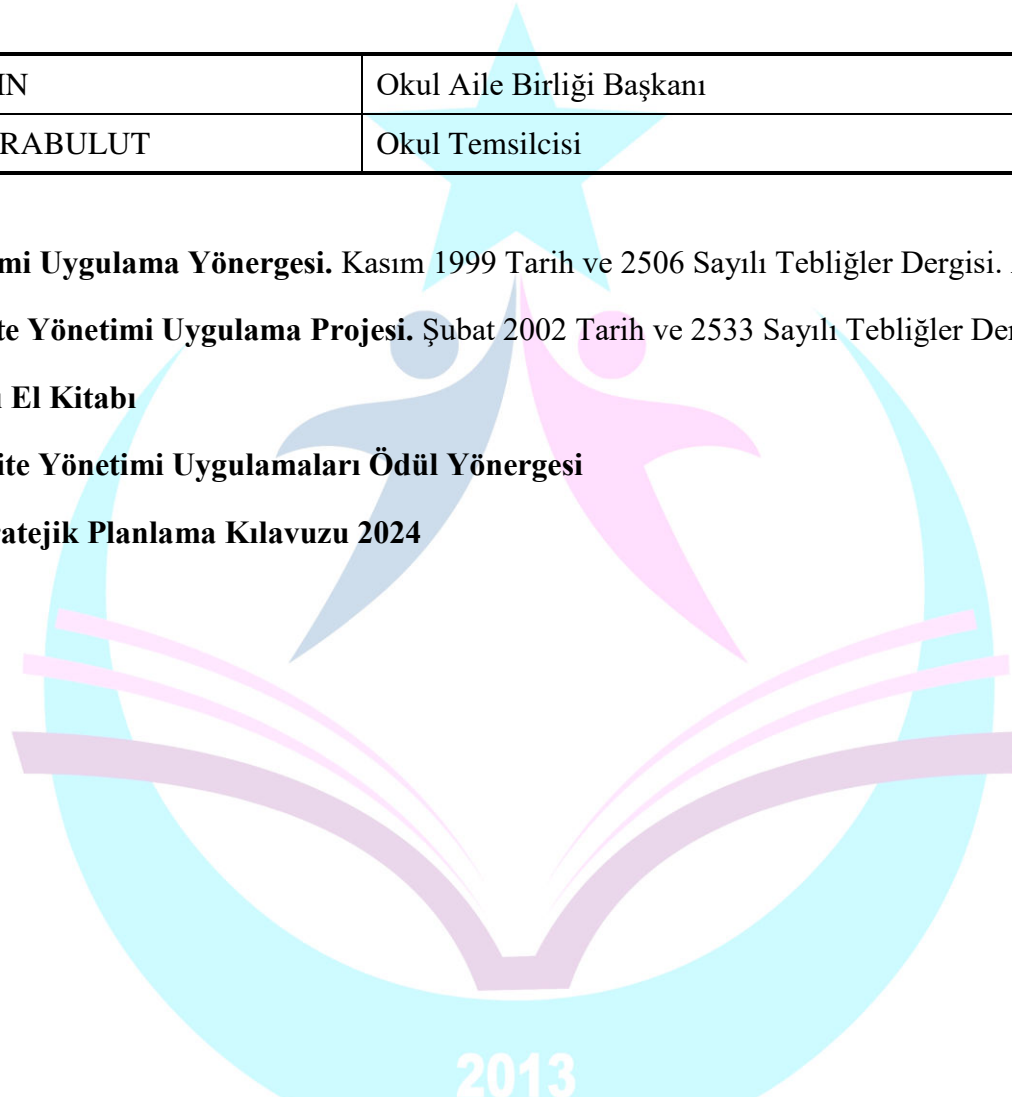 IN Okul Aile Birliği Başkanı
RABULUT Okul Temsilcisi
mi Uygulama Yönergesi. Kasım 1999 Tarih ve 2506 Sayılı Tebliğler Dergisi.
te Yönetimi Uygulama Projesi. Şubat 2002 Tarih ve 2533 Sayılı Tebliğler Der
El Kitabı
ite Yönetimi Uygulamaları Ödül Yönergesi
ratejik Planlama Kılavuzu 2024
2013